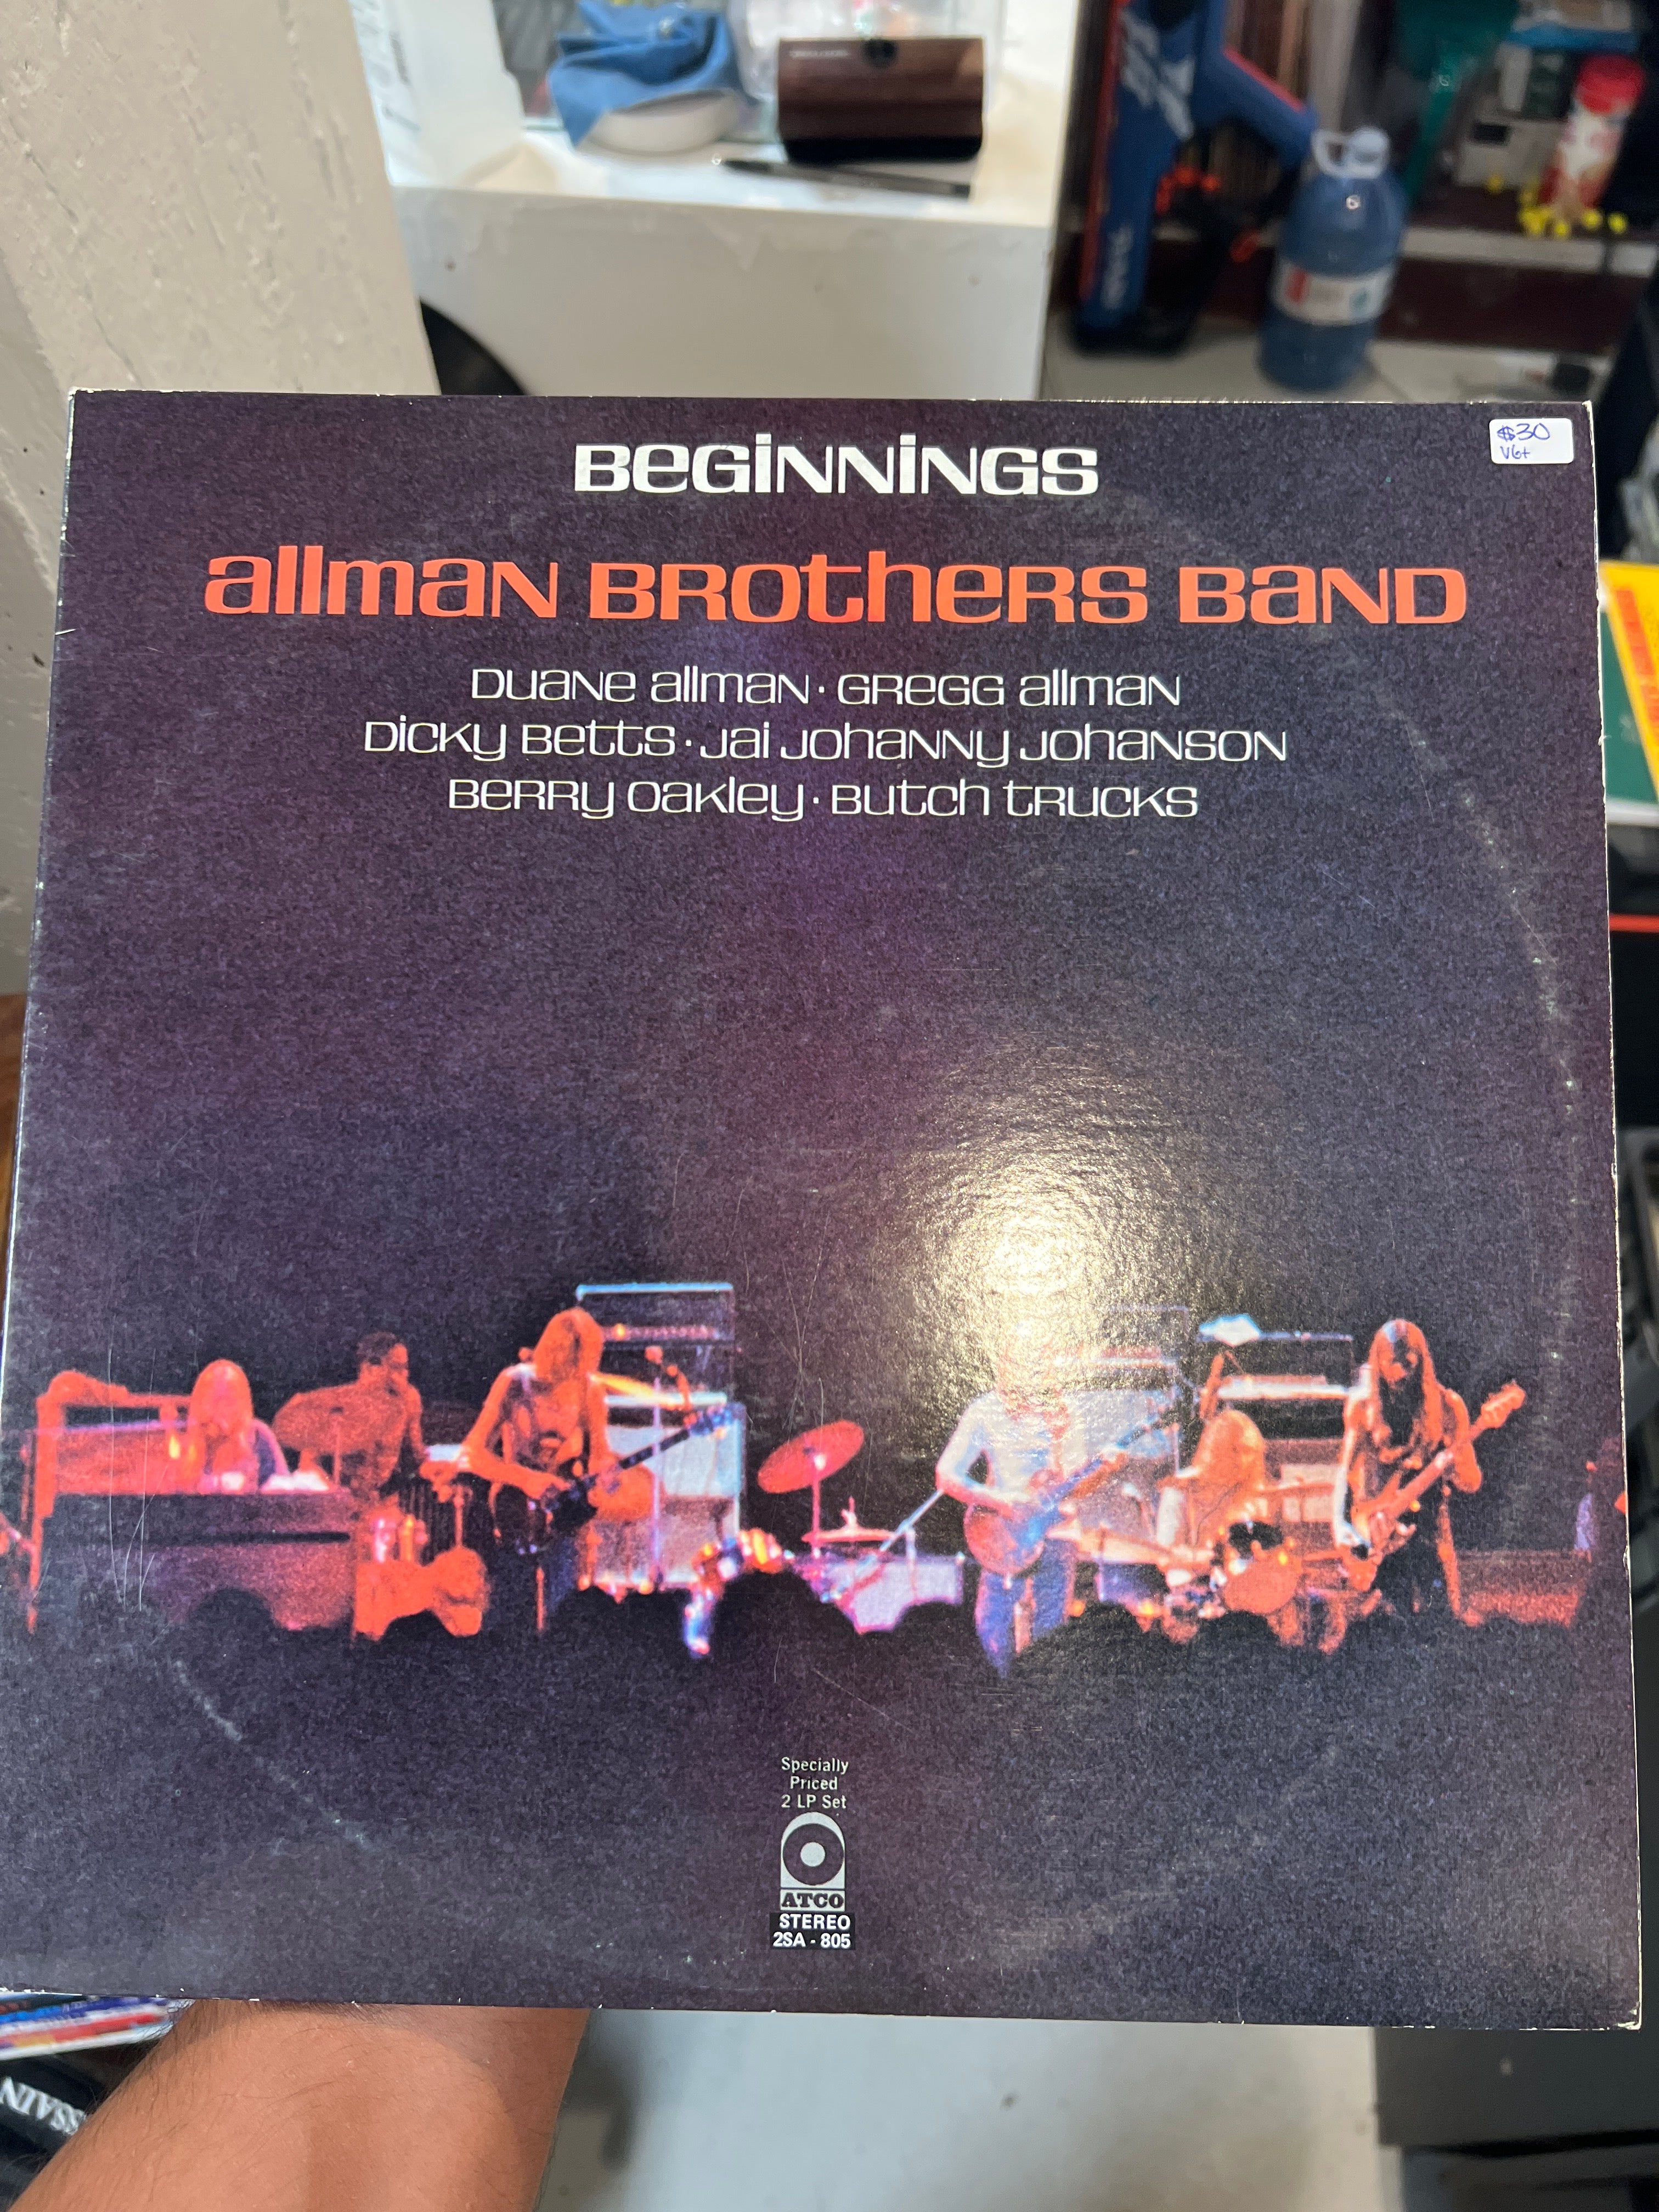 BEGINNINGS
$30
VG+
allman BROTHERS BAND
DUANE allman · GREGG allman
Dicky BETTS · Jai Johanny Johanson
BERRY Oakley · Butch Trucks
Specially
Priced
2 LP Set
ATCO
STEREO
2SA - 805
SSAIN